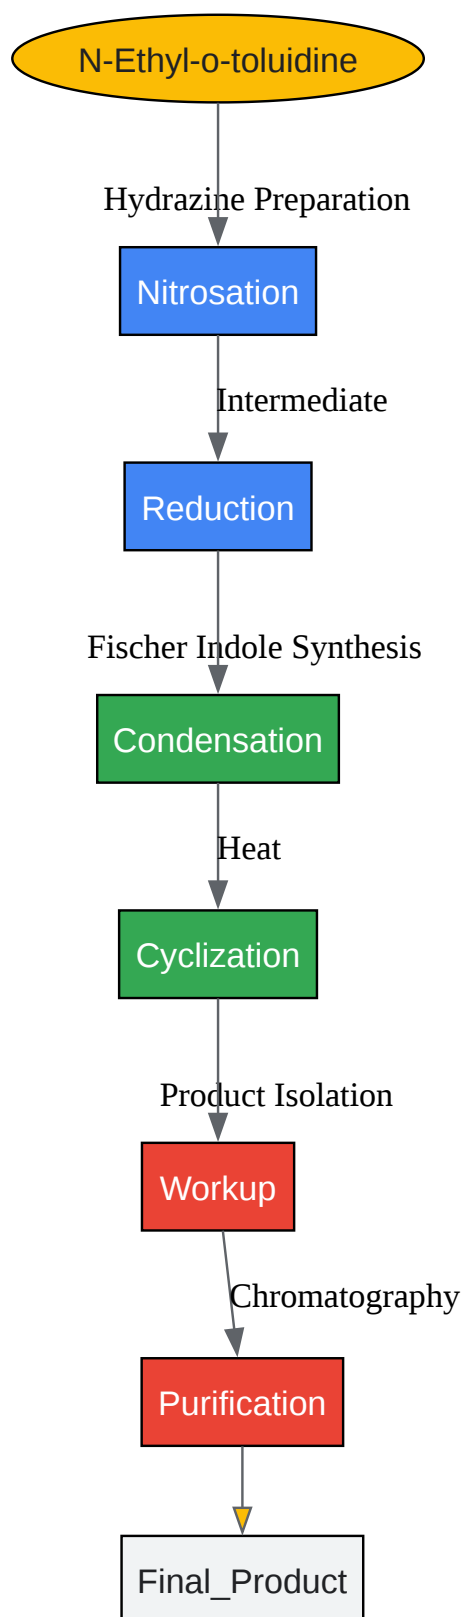 N-Ethyl-o-toluidine
Hydrazine Preparation
Nitrosation
Intermediate
Reduction
Fischer Indole Synthesis
Condensation
Heat
Cyclization
Product Isolation
Workup
Chromatography
Purification
Final_Product